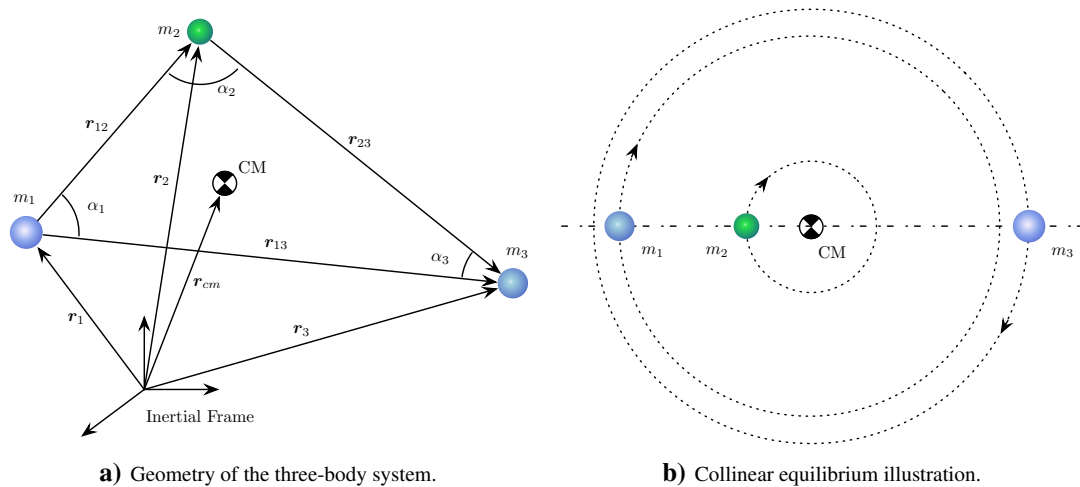 m₂
α₂
r₁₂
r₂₃
r₂
CM
m₁
α₁
r₁₃
m₃
α₃
r_cm
r₁
r₃
Inertial Frame
a) Geometry of the three-body system.
m₁
m₂
CM
m₃
b) Collinear equilibrium illustration.